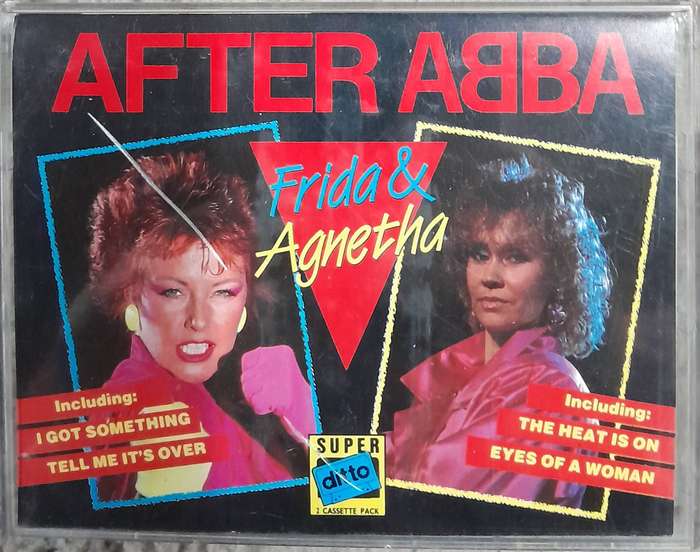 AFTER ABBA
Frida &
Agnetha
Including:
I GOT SOMETHING
TELL ME IT'S OVER
Including:
THE HEAT IS ON
EYES OF A WOMAN
SUPER
ditto
2 CASSETTE PACK